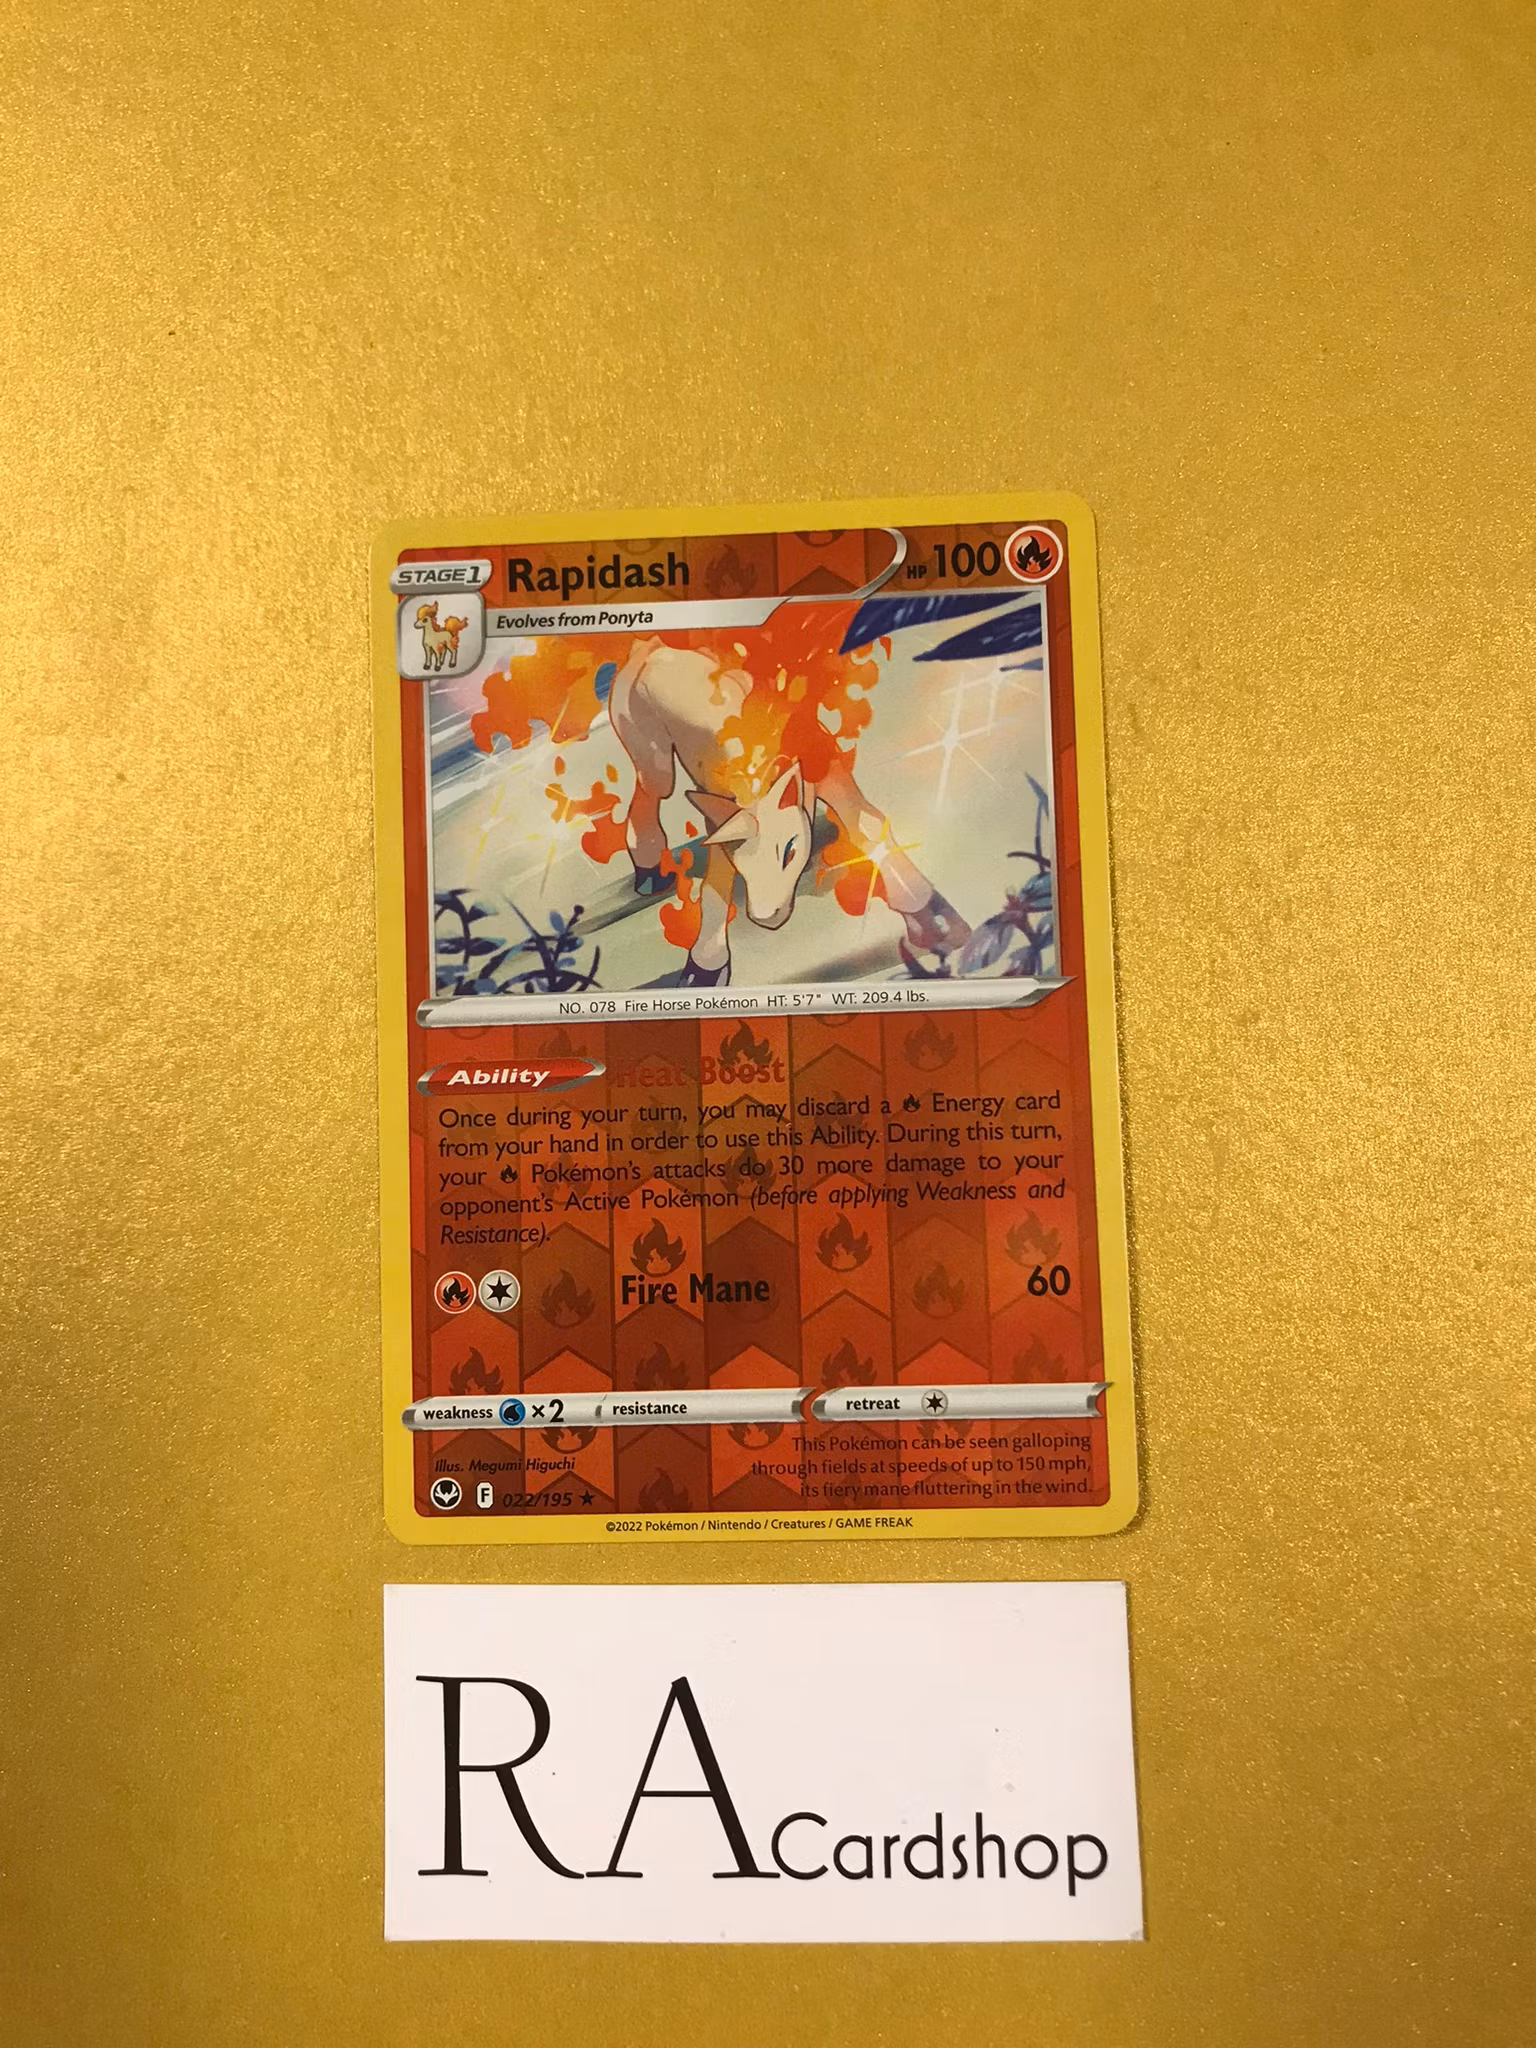 STAGE1 Rapidash HP 100
Evolves from Ponyta
NO. 078 Fire Horse Pokémon HT: 5'7" WT: 209.4 lbs.
Ability Heat Boost
Once during your turn, you may discard a Energy card
from your hand in order to use this Ability. During this turn,
your Pokémon's attacks do 30 more damage to your
opponent's Active Pokémon (before applying Weakness and
Resistance).
Fire Mane 60
weakness ×2 resistance retreat
Illus. Megumi Higuchi
This Pokémon can be seen galloping
through fields at speeds of up to 150 mph,
its fiery mane fluttering in the wind.
F 022/195 ★
©2022 Pokémon / Nintendo / Creatures / GAME FREAK
RA Cardshop